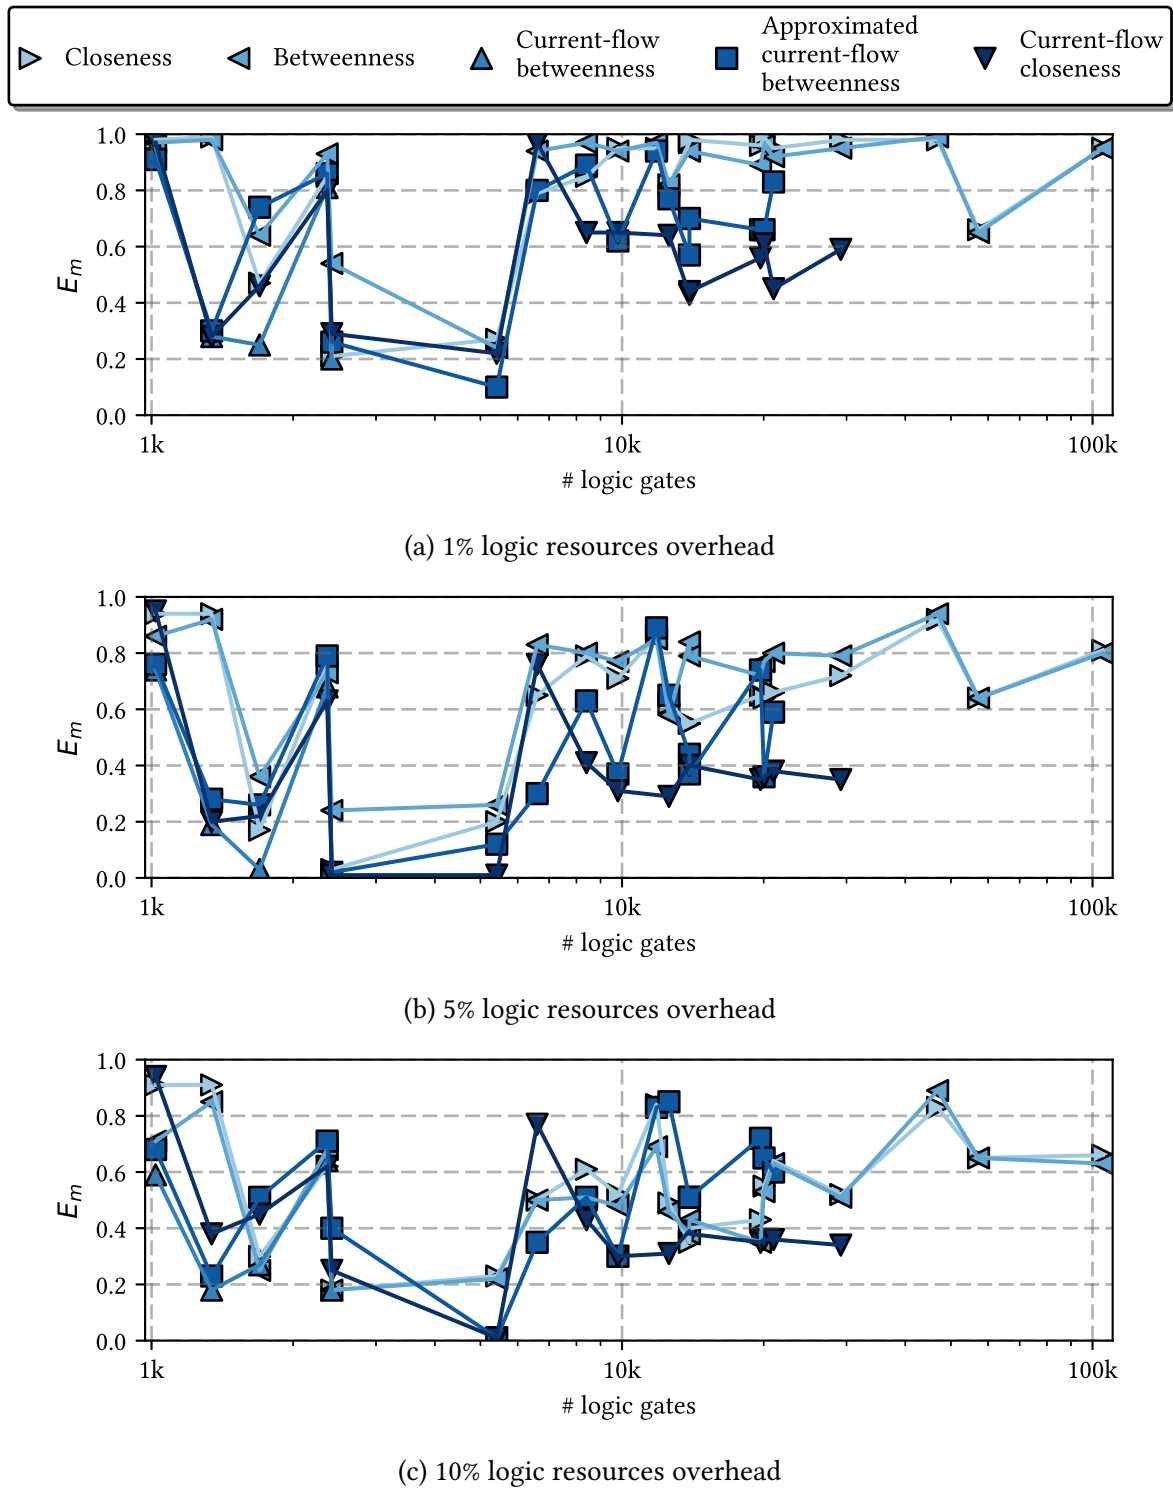 Closeness
Betweenness
Current-flow
betweenness
Approximated
current-flow
betweenness
Current-flow
closeness
1.0
0.8
0.6
0.4
0.2
0.0
E_m
1k 10k 100k
# logic gates
(a) 1% logic resources overhead
1.0
0.8
0.6
0.4
0.2
0.0
E_m
1k 10k 100k
# logic gates
(b) 5% logic resources overhead
1.0
0.8
0.6
0.4
0.2
0.0
E_m
1k 10k 100k
# logic gates
(c) 10% logic resources overhead